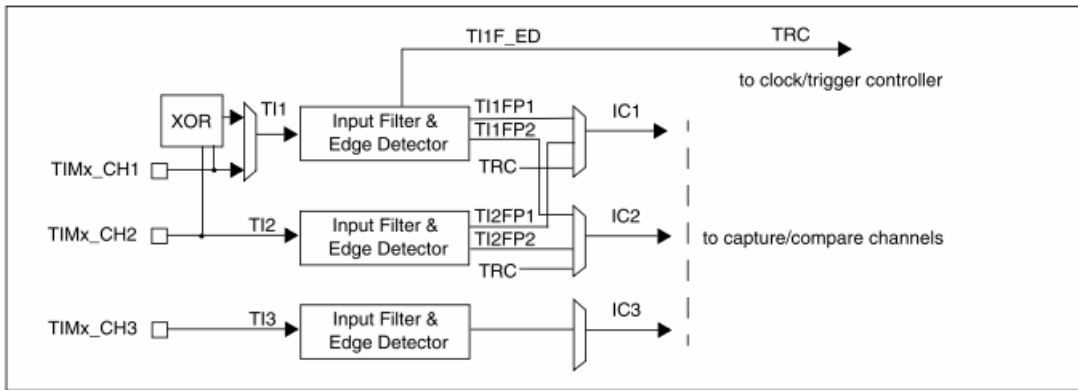 TI1F_ED TRC
to clock/trigger controller
XOR
TI1
Input Filter &
Edge Detector
TI1FP1
TI1FP2
TRC
IC1
TIMx_CH1
TIMx_CH2
TI2
Input Filter &
Edge Detector
TI2FP1
TI2FP2
TRC
IC2
to capture/compare channels
TIMx_CH3
TI3
Input Filter &
Edge Detector
IC3